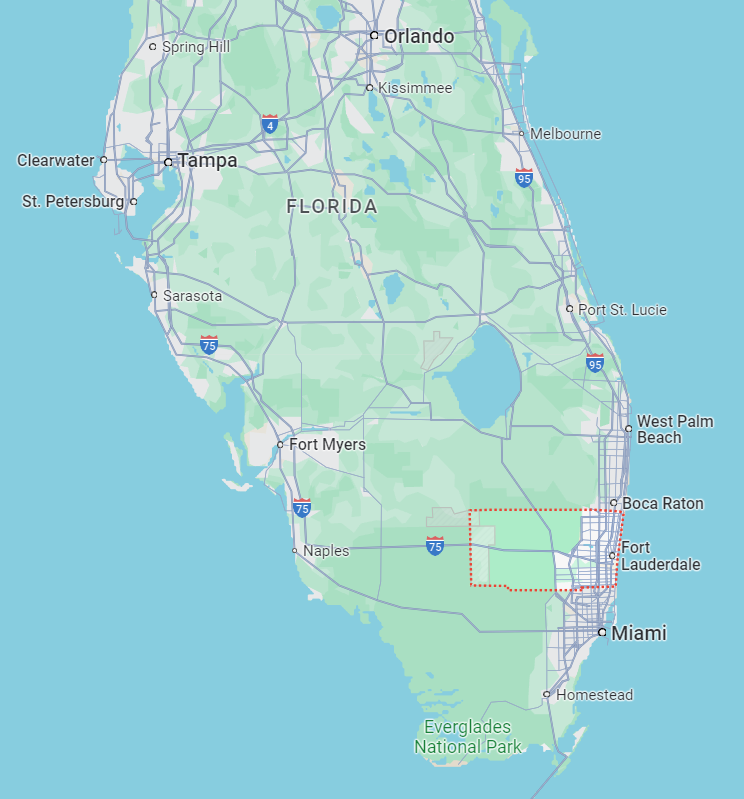 Orlando
Spring Hill
Kissimmee
4
Melbourne
Clearwater
Tampa
95
St. Petersburg
FLORIDA
Sarasota
Port St. Lucie
75
95
West Palm
Beach
Fort Myers
75
Boca Raton
Naples
75
Fort
Lauderdale
Miami
Homestead
Everglades
National Park